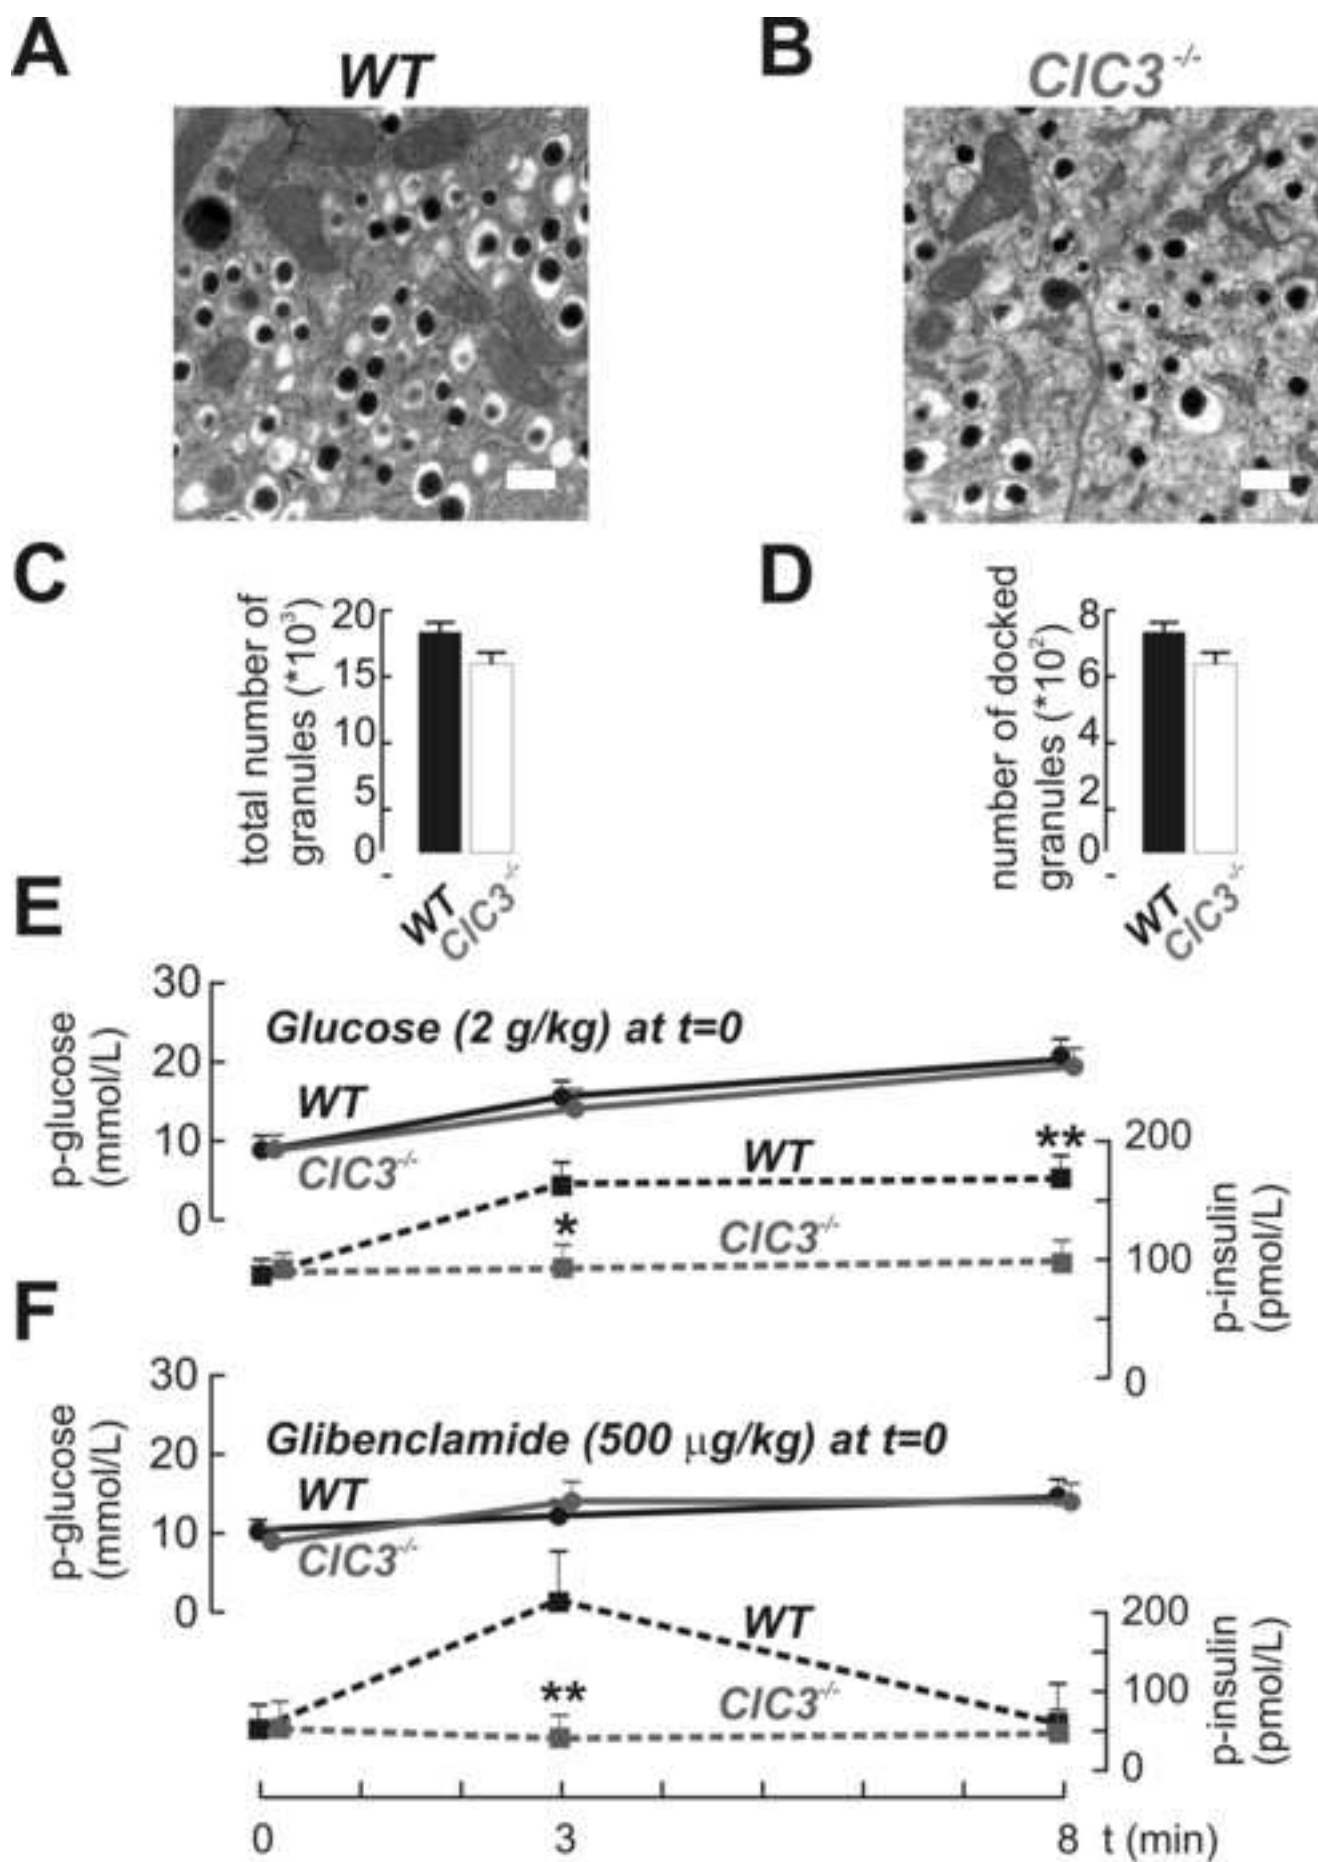 A
WT
B
ClC3 -/-
C
total number of
granules (*10³)
20
15
10
5
0
-
WT
ClC3-/-
D
number of docked
granules (*10²)
8
6
4
2
0
-
WT
ClC3-/-
E
p-glucose
(mmol/L)
30
20
10
0
Glucose (2 g/kg) at t=0
WT
ClC3-/-
WT
**
*
ClC3-/-
200
100
0
p-insulin
(pmol/L)
F
p-glucose
(mmol/L)
30
20
10
0
Glibenclamide (500 µg/kg) at t=0
WT
ClC3-/-
WT
**
ClC3-/-
200
100
0
p-insulin
(pmol/L)
0 3 8 t (min)